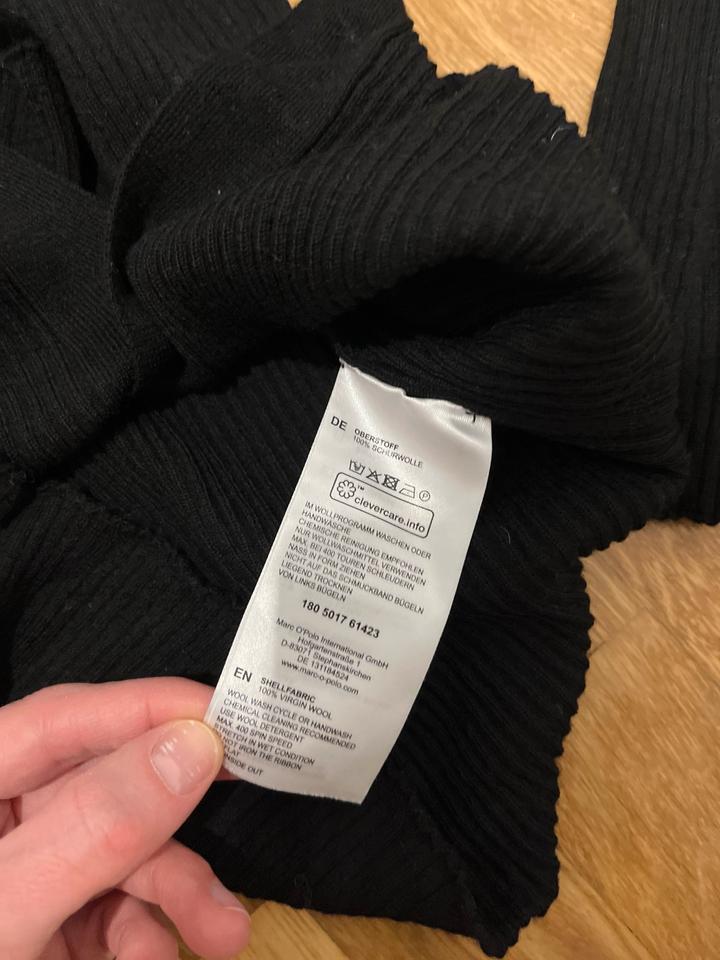 DE OBERSTOFF
100% SCHURWOLLE
P
clevercare.info
IM WOLLPROGRAMM WASCHEN ODER
HANDWÄSCHE
CHEMISCHE REINIGUNG EMPFOHLEN
NUR WOLLWASCHMITTEL VERWENDEN
MAX. BEI 400 TOUREN SCHLEUDERN
NASS IN FORM ZIEHEN
NICHT AUF DAS SCHMUCKBAND BÜGELN
LIEGEND TROCKNEN
VON LINKS BÜGELN
180 5017 61423
Marc O'Polo International GmbH
Hofgartenstraße 1
D-83071 Stephanskirchen
DE 131184524
www.marc-o-polo.com
EN SHELLFABRIC
100% VIRGIN WOOL
WOOL WASH CYCLE OR HANDWASH
CHEMICAL CLEANING RECOMMENDED
USE WOOL DETERGENT
MAX. 400 SPIN SPEED
STRETCH IN WET CONDITION
NOT IRON THE RIBBON
FLAT
INSIDE OUT